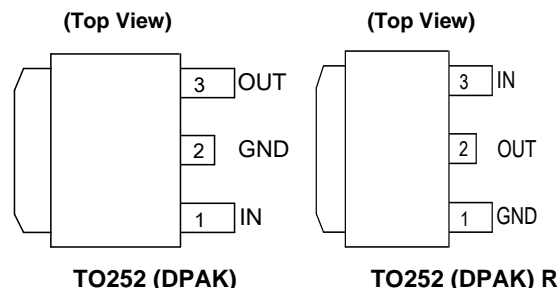 (Top View)
3 OUT
2 GND
1 IN
TO252 (DPAK)
(Top View)
3 IN
2 OUT
1 GND
TO252 (DPAK) R